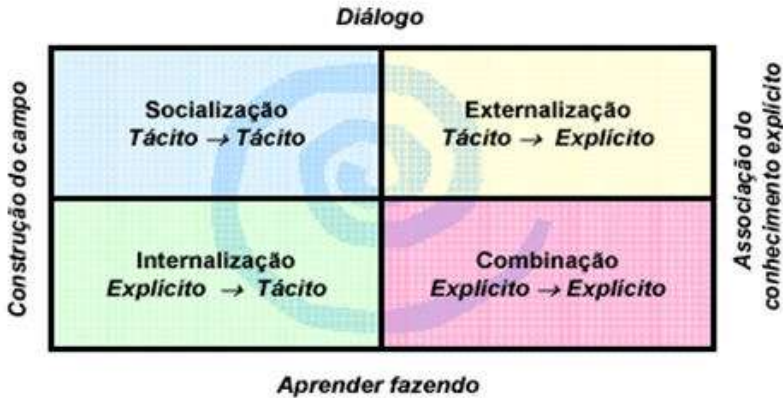 Diálogo
Construção do campo
Socialização
Tácito → Tácito
Externalização
Tácito → Explícito
Associação do
conhecimento explícito
Internalização
Explícito → Tácito
Combinação
Explícito → Explícito
Aprender fazendo